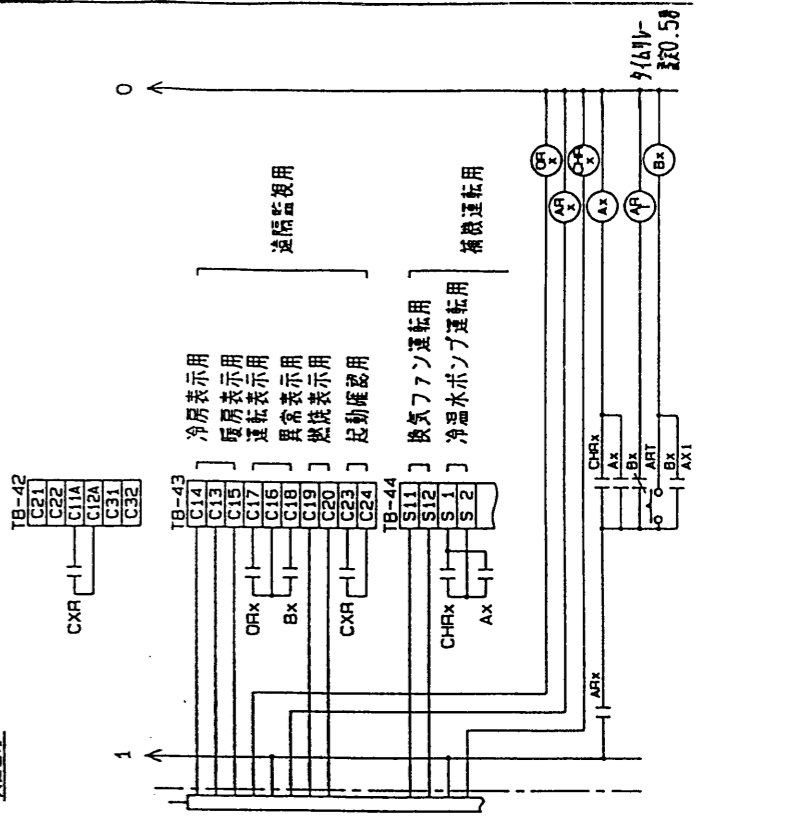 0
タイムリレー
設定0.5秒
ORx
ARx
CHRx
Ax
ART
Bx
遠隔監視用
補機運転用
冷房表示用
暖房表示用
運転表示用
異常表示用
燃焼表示用
起動確認用
換気ファン運転用
冷温水ポンプ運転用
TB-42
C21
C22
C11A
C12A
C31
C32
CXR
TB-43
C14
C13
C15
C17
C16
C18
C19
C20
C23
C24
ORx
Bx
CXR
TB-44
S11
S12
S 1
S 2
CHRx
Ax
CHRx
Ax
Bx
ART
Bx
AX1
ARx
1